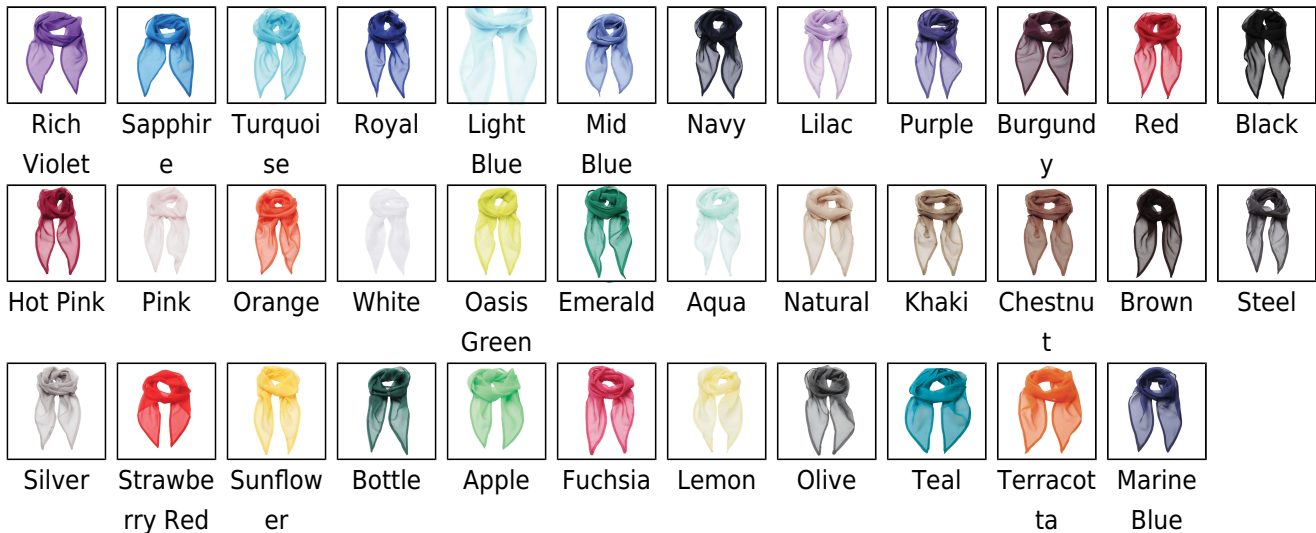 Rich Sapphir Turquoi Royal Light Mid Navy Lilac Purple Burgund Red Black
Violet e se Blue Blue y
Hot Pink Pink Orange White Oasis Emerald Aqua Natural Khaki Chestnu Brown Steel
Green t
Silver Strawbe Sunflow Bottle Apple Fuchsia Lemon Olive Teal Terracot Marine
rry Red er ta Blue